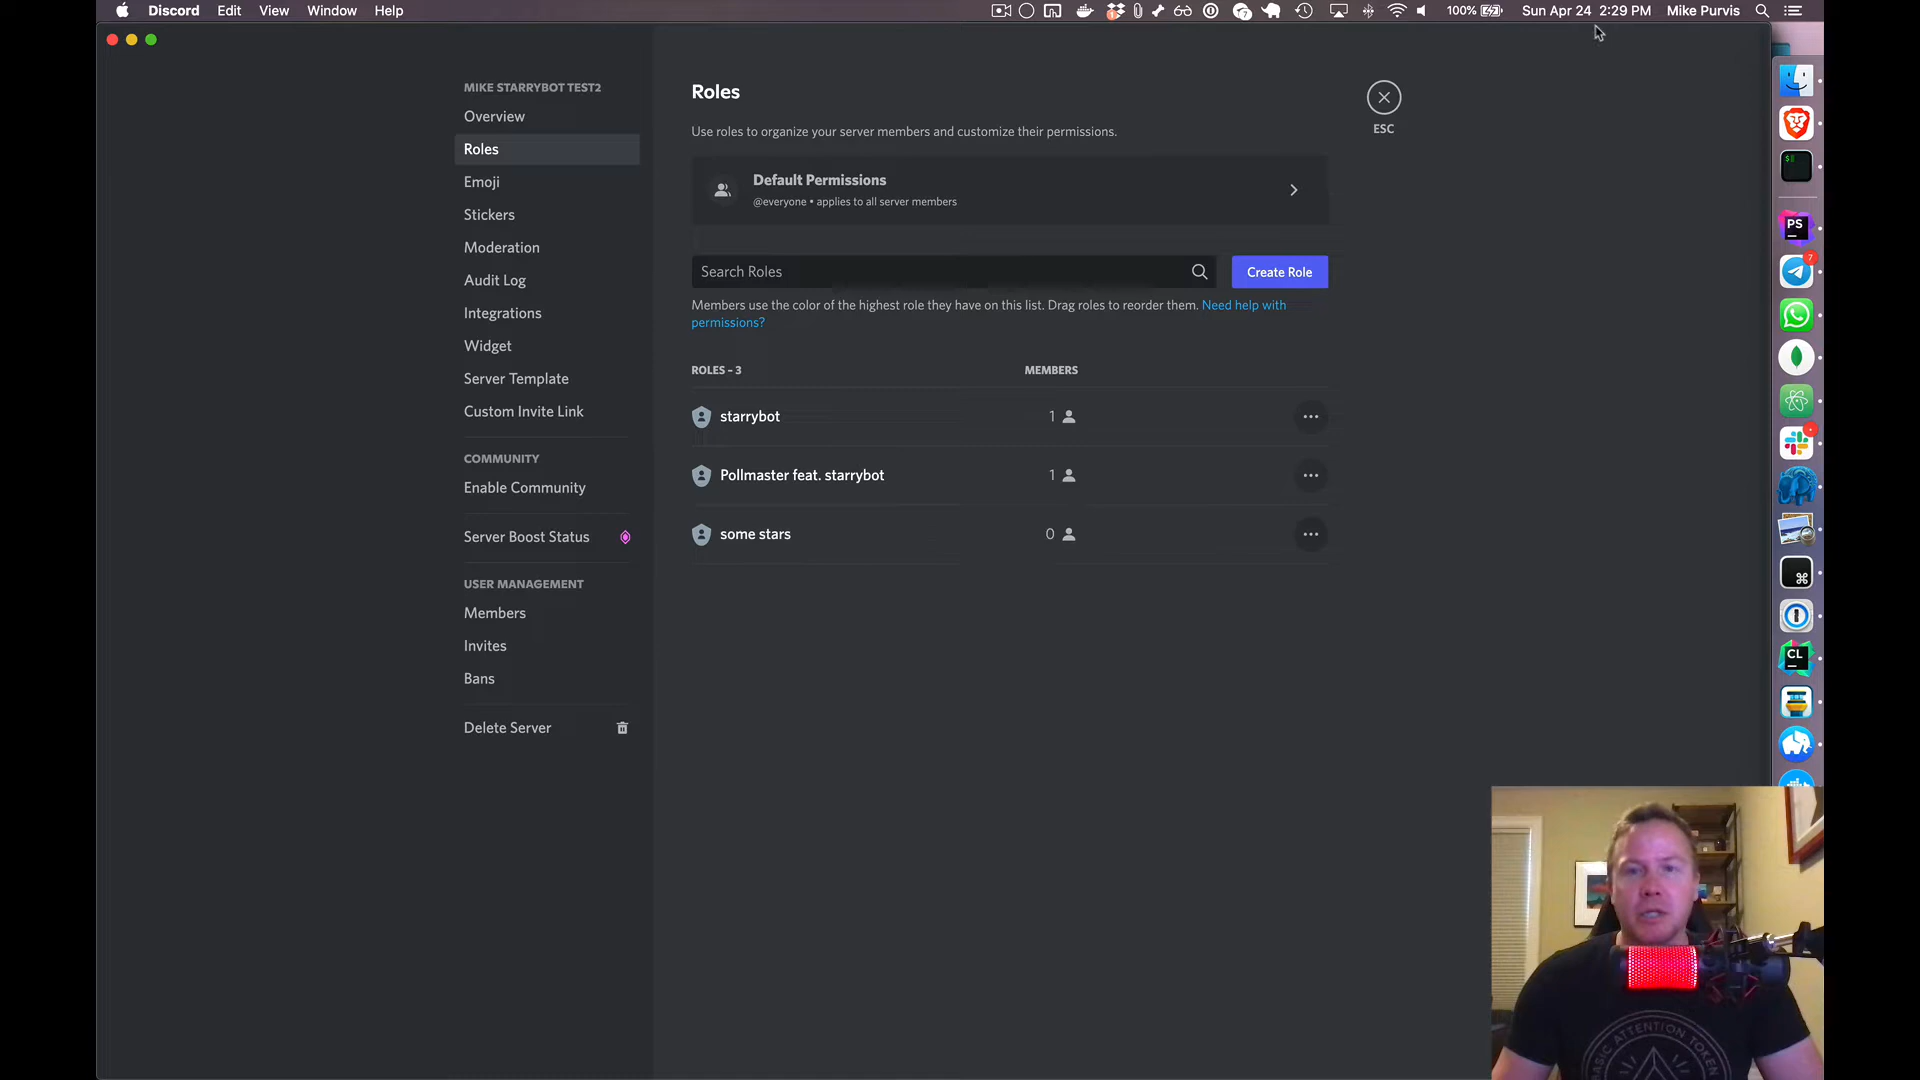 Discord Edit View Window Help
100% Sun Apr 24 2:29 PM Mike Purvis
MIKE STARRYBOT TEST2
Overview
Roles
Emoji
Stickers
Moderation
Audit Log
Integrations
Widget
Server Template
Custom Invite Link
COMMUNITY
Enable Community
Server Boost Status
USER MANAGEMENT
Members
Invites
Bans
Delete Server
Roles
Use roles to organize your server members and customize their permissions.
Default Permissions
@everyone • applies to all server members
Search Roles
Create Role
Members use the color of the highest role they have on this list. Drag roles to reorder them. Need help with
permissions?
ROLES – 3 MEMBERS
starrybot 1
Pollmaster feat. starrybot 1
some stars 0
ESC
PS
7
CL
BASIC ATTENTION TOKEN